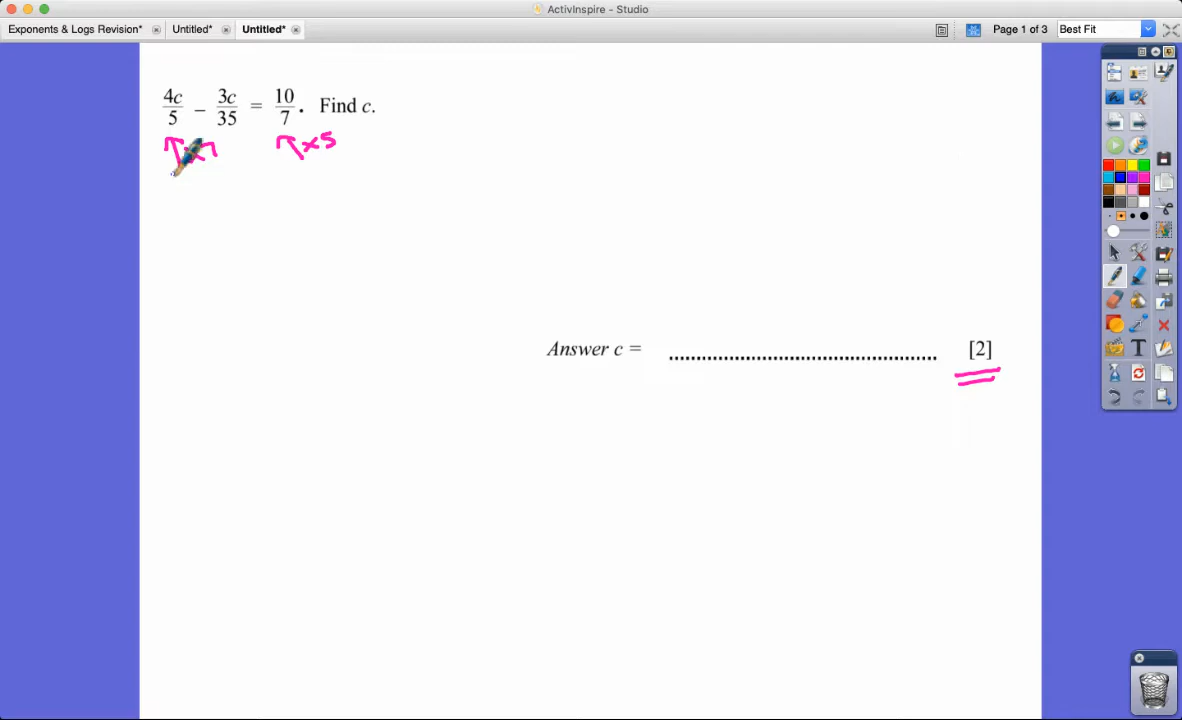 ActivInspire - Studio
Exponents & Logs Revision* Untitled* Untitled* Page 1 of 3 Best Fit
4c/5 – 3c/35 = 10/7. Find c.
×7 ×5
Answer c = ................................................ [2]
T